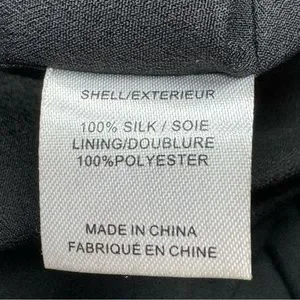 SHELL/EXTERIEUR
100% SILK / SOIE
LINING/DOUBLURE
100%POLYESTER
MADE IN CHINA
FABRIQUÉ EN CHINE